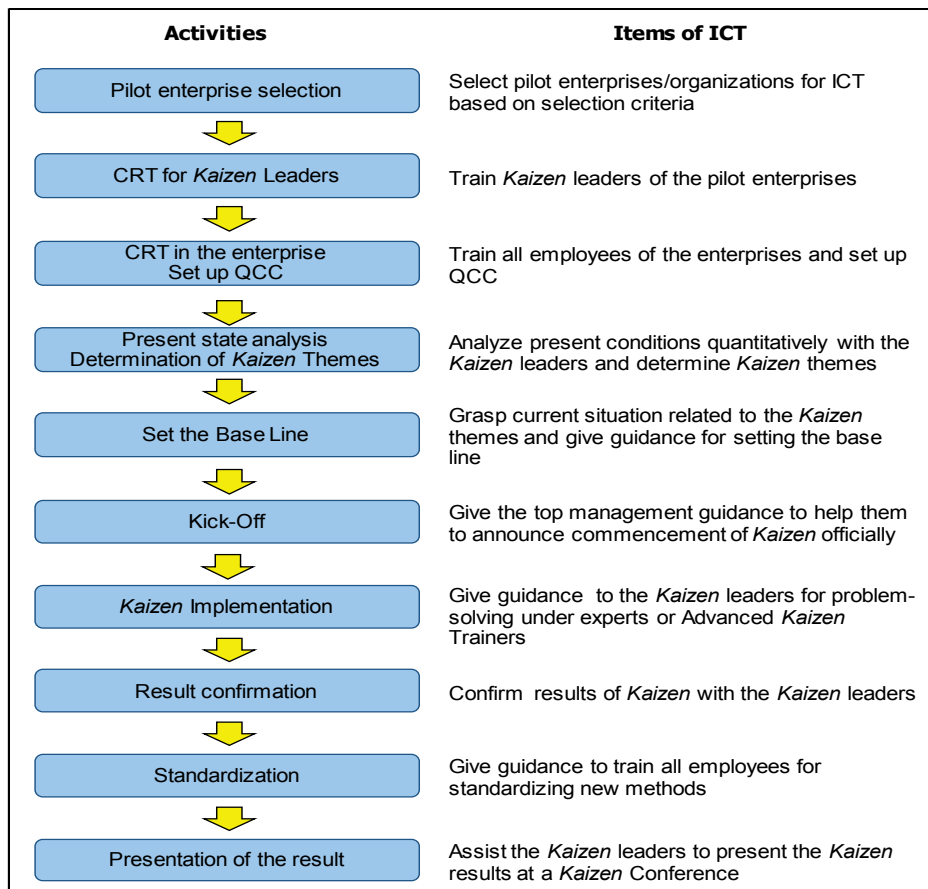 Activities
Items of ICT
Pilot enterprise selection
Select pilot enterprises/organizations for ICT
based on selection criteria
CRT for Kaizen Leaders
Train Kaizen leaders of the pilot enterprises
CRT in the enterprise
Set up QCC
Train all employees of the enterprises and set up
QCC
Present state analysis
Determination of Kaizen Themes
Analyze present conditions quantitatively with the
Kaizen leaders and determine Kaizen themes
Set the Base Line
Grasp current situation related to the Kaizen
themes and give guidance for setting the base
line
Kick-Off
Give the top management guidance to help them
to announce commencement of Kaizen officially
Kaizen Implementation
Give guidance to the Kaizen leaders for problem-
solving under experts or Advanced Kaizen
Trainers
Result confirmation
Confirm results of Kaizen with the Kaizen leaders
Standardization
Give guidance to train all employees for
standardizing new methods
Presentation of the result
Assist the Kaizen leaders to present the Kaizen
results at a Kaizen Conference